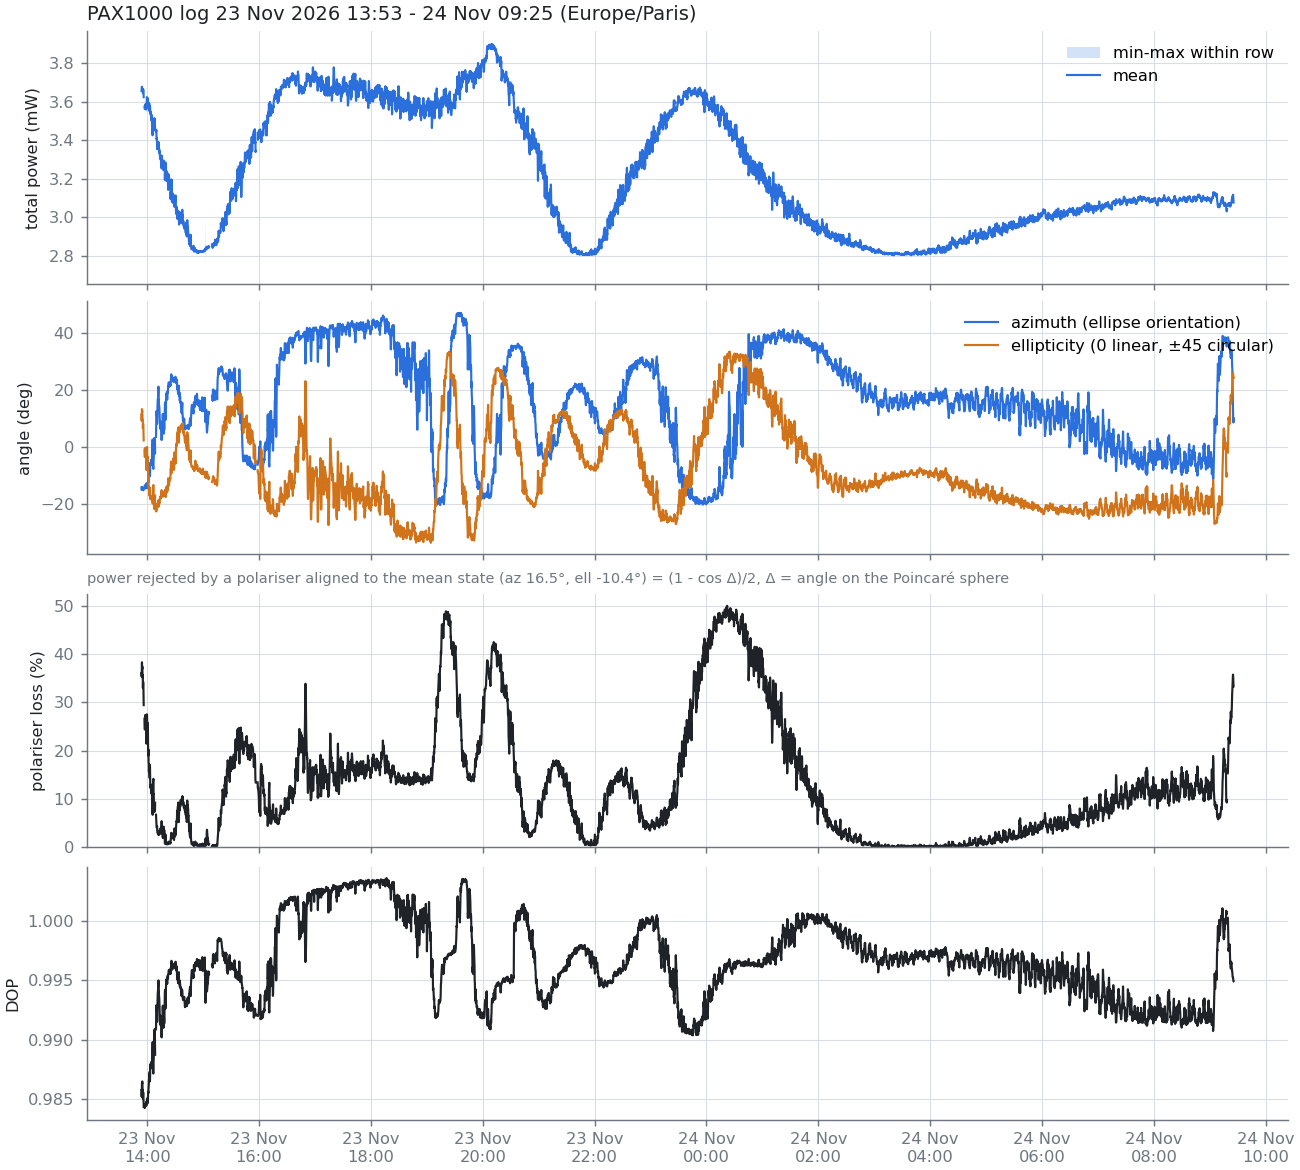 PAX1000 log 23 Nov 2026 13:53 - 24 Nov 09:25 (Europe/Paris)
total power (mW)
3.8
3.6
3.4
3.2
3.0
2.8
min-max within row
mean
angle (deg)
40
20
0
−20
azimuth (ellipse orientation)
ellipticity (0 linear, ±45 circular)
power rejected by a polariser aligned to the mean state (az 16.5°, ell -10.4°) = (1 - cos Δ)/2, Δ = angle on the Poincaré sphere
polariser loss (%)
50
40
30
20
10
0
DOP
1.000
0.995
0.990
0.985
23 Nov 23 Nov 23 Nov 23 Nov 23 Nov 24 Nov 24 Nov 24 Nov 24 Nov 24 Nov 24 Nov
14:00 16:00 18:00 20:00 22:00 00:00 02:00 04:00 06:00 08:00 10:00